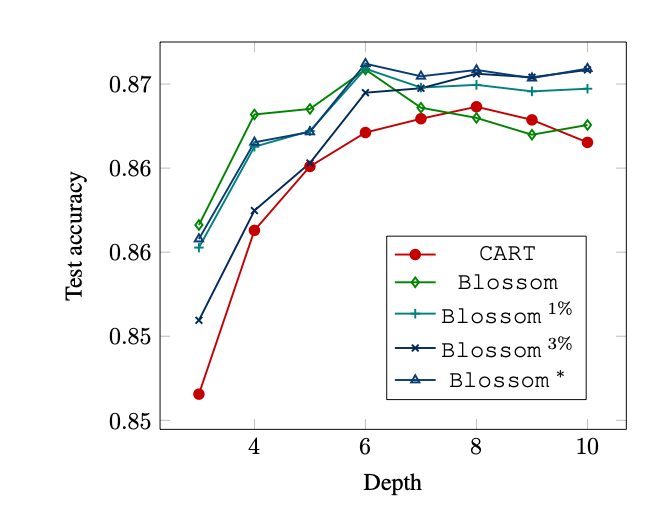 0.87
0.86
0.86
0.85
0.85
Test accuracy
CART
Blossom
Blossom 1%
Blossom 3%
Blossom *
4 6 8 10
Depth